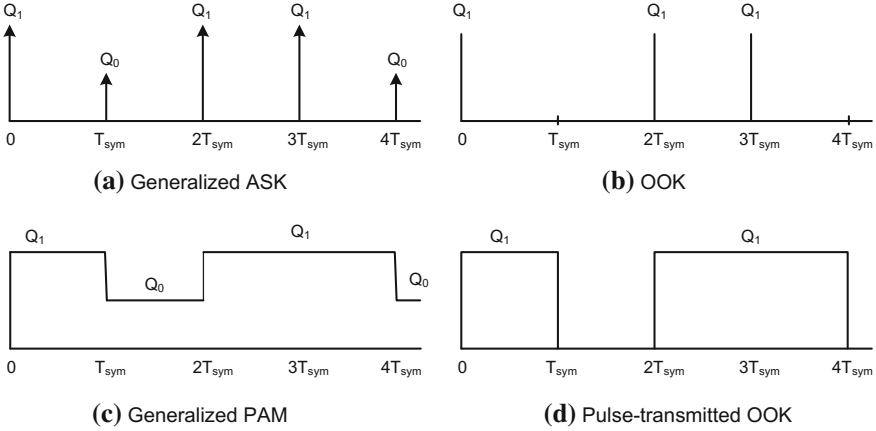 Q₁ Q₀ Q₁ Q₁ Q₀
0 Tsym 2Tsym 3Tsym 4Tsym
(a) Generalized ASK
Q₁ Q₁ Q₁
0 Tsym 2Tsym 3Tsym 4Tsym
(b) OOK
Q₁ Q₀ Q₁ Q₀
0 Tsym 2Tsym 3Tsym 4Tsym
(c) Generalized PAM
Q₁ Q₁
0 Tsym 2Tsym 3Tsym 4Tsym
(d) Pulse-transmitted OOK